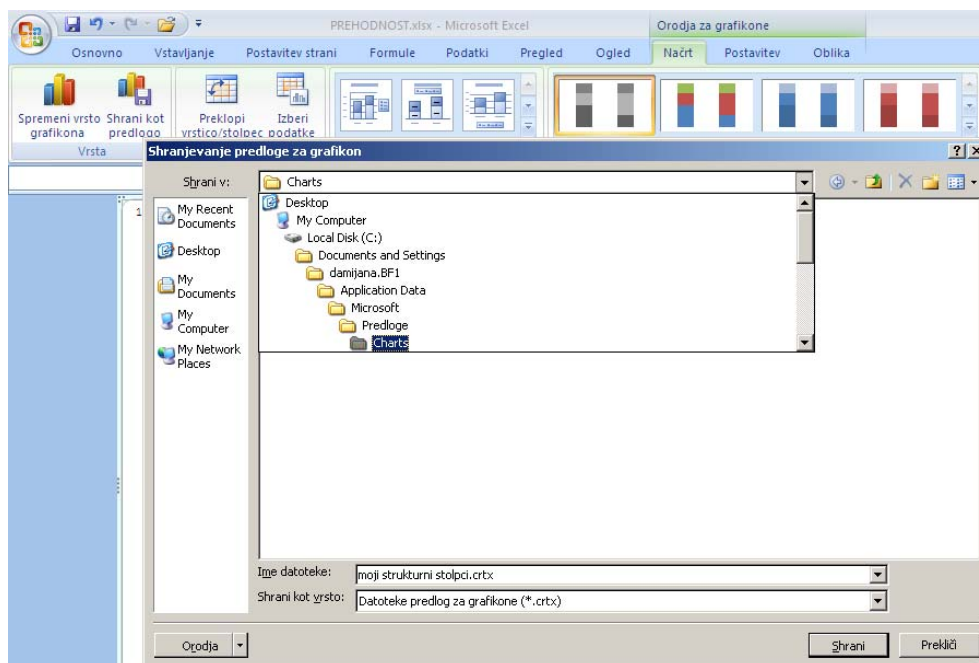 PREHODNOST.xlsx - Microsoft Excel
Orodja za grafikone
Osnovno Vstavljanje Postavitev strani Formule Podatki Pregled Ogled Načrt Postavitev Oblika
Spremeni vrsto Shrani kot Preklopi Izberi
grafikona predlogo vrstico/stolpec podatke
Vrsta
Shranjevanje predloge za grafikon
Shrani v: Charts
1
My Recent
Documents
Desktop
My
Documents
My
Computer
My Network
Places
Desktop
My Computer
Local Disk (C:)
Documents and Settings
damijana.BF1
Application Data
Microsoft
Predloge
Charts
Ime datoteke: moji strukturni stolpci.crtx
Shrani kot vrsto: Datoteke predlog za grafikone (*.crtx)
Orodja Shrani Prekliči